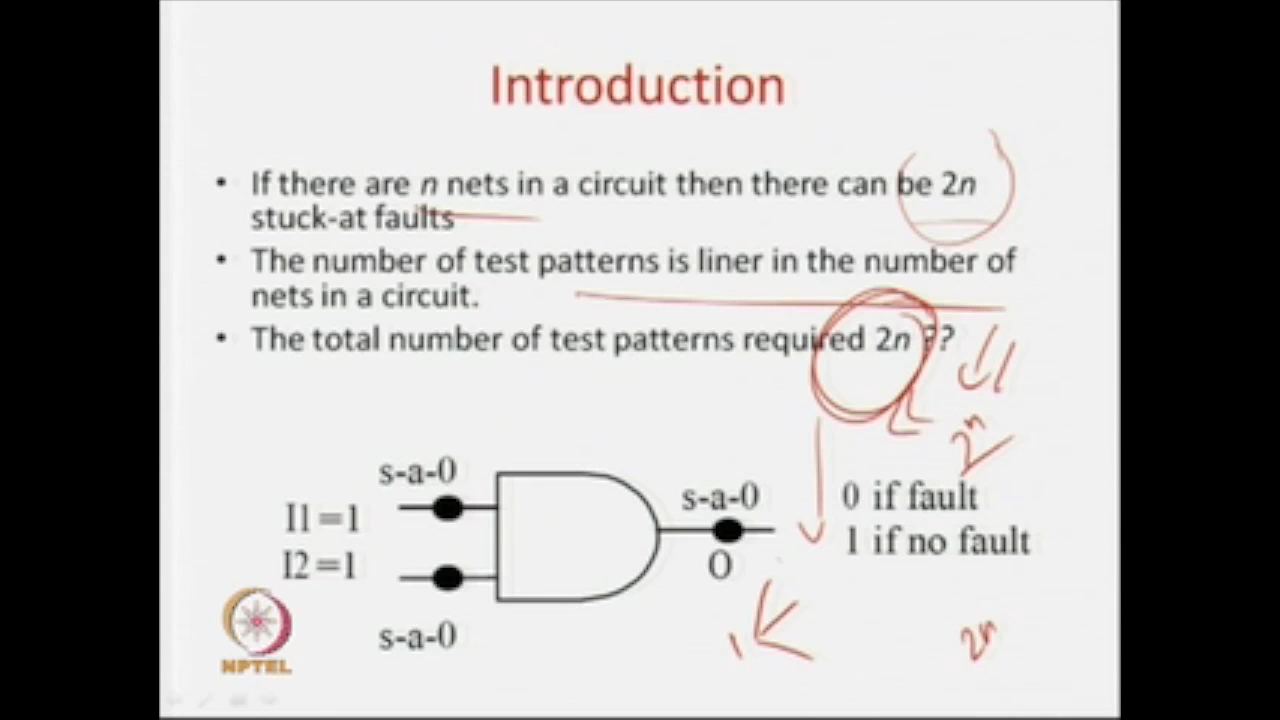 Introduction
• If there are n nets in a circuit then there can be 2n
stuck-at faults
• The number of test patterns is liner in the number of
nets in a circuit.
• The total number of test patterns required 2n ??
2ⁿ
s-a-0
s-a-0
0 if fault
I1=1
1 if no fault
I2=1
O
s-a-0
2n
NPTEL